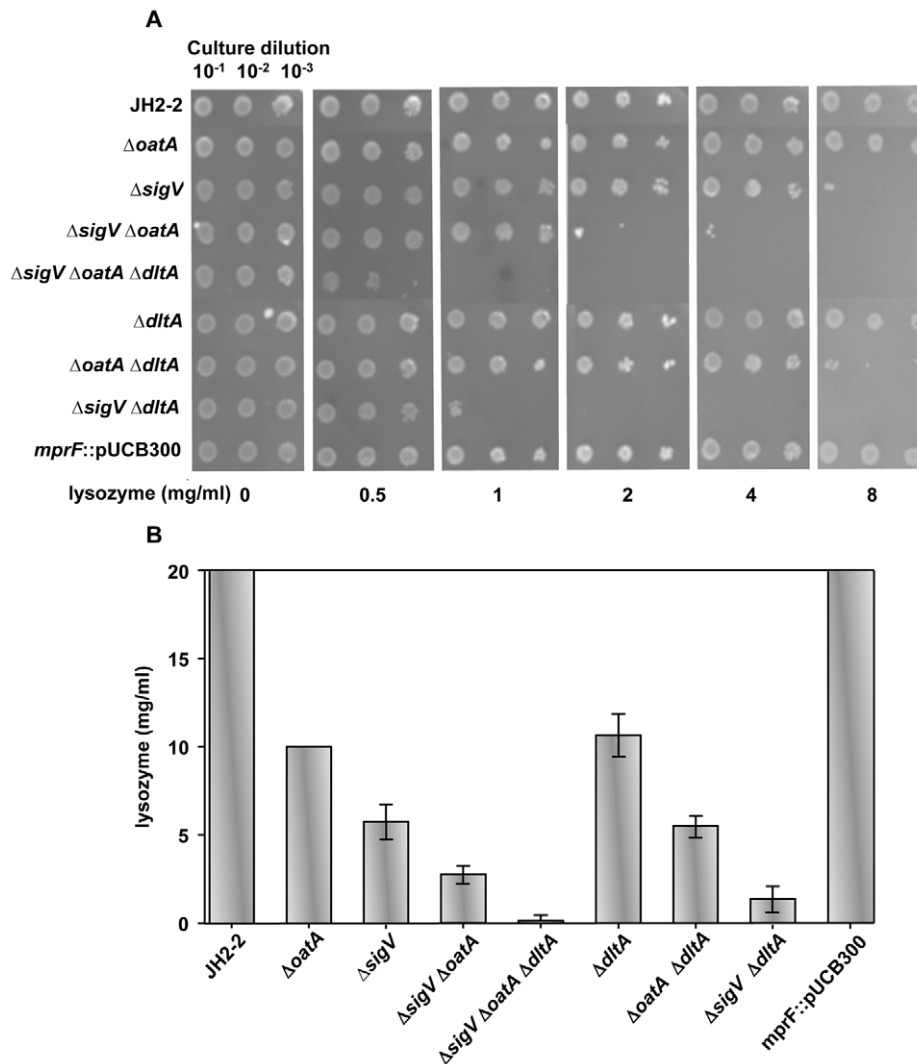 A
Culture dilution
10⁻¹ 10⁻² 10⁻³
JH2-2
ΔoatA
ΔsigV
ΔsigV ΔoatA
ΔsigV ΔoatA ΔdltA
ΔdltA
ΔoatA ΔdltA
ΔsigV ΔdltA
mprF::pUCB300
lysozyme (mg/ml) 0 0.5 1 2 4 8
B
20
15
10
5
0
lysozyme (mg/ml)
JH2-2
ΔoatA
ΔsigV
ΔsigV ΔoatA
ΔsigV ΔoatA ΔdltA
ΔdltA
ΔoatA ΔdltA
ΔsigV ΔdltA
mprF::pUCB300